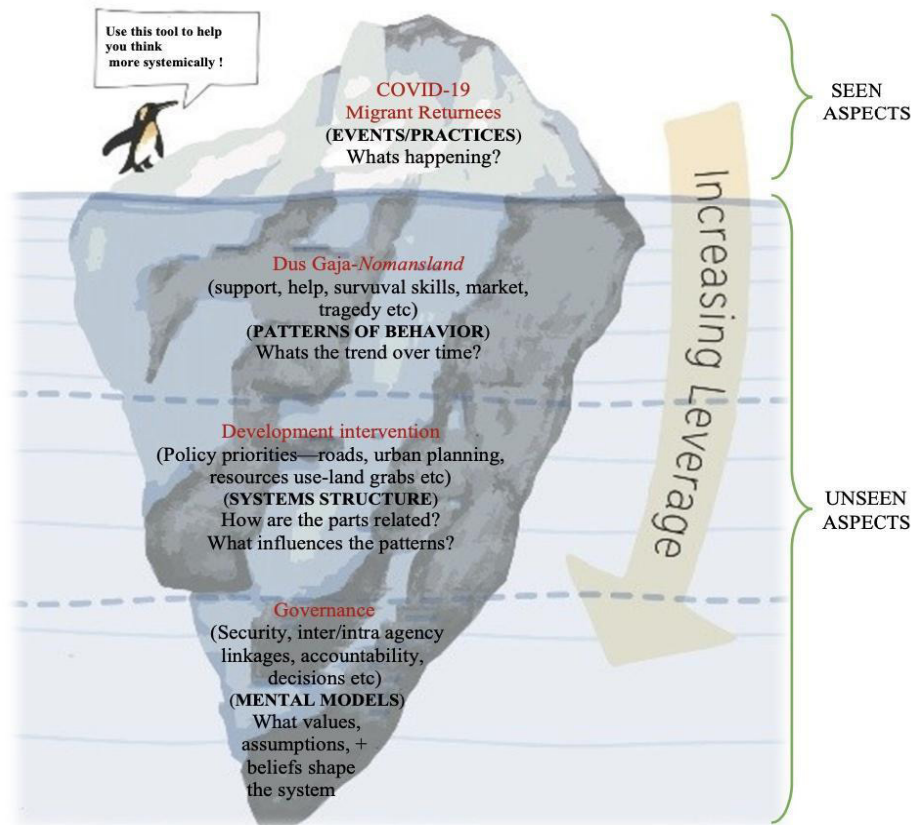 Use this tool to help
you think
more systemically !
COVID-19
Migrant Returnees
(EVENTS/PRACTICES)
Whats happening?
SEEN
ASPECTS
Increasing Leverage
Dus Gaja-Nomansland
(support, help, survuval skills, market,
tragedy etc)
(PATTERNS OF BEHAVIOR)
Whats the trend over time?
Development intervention
(Policy priorities—roads, urban planning,
resources use-land grabs etc)
(SYSTEMS STRUCTURE)
How are the parts related?
What influences the patterns?
UNSEEN
ASPECTS
Governance
(Security, inter/intra agency
linkages, accountability,
decisions etc)
(MENTAL MODELS)
What values,
assumptions, +
beliefs shape
the system